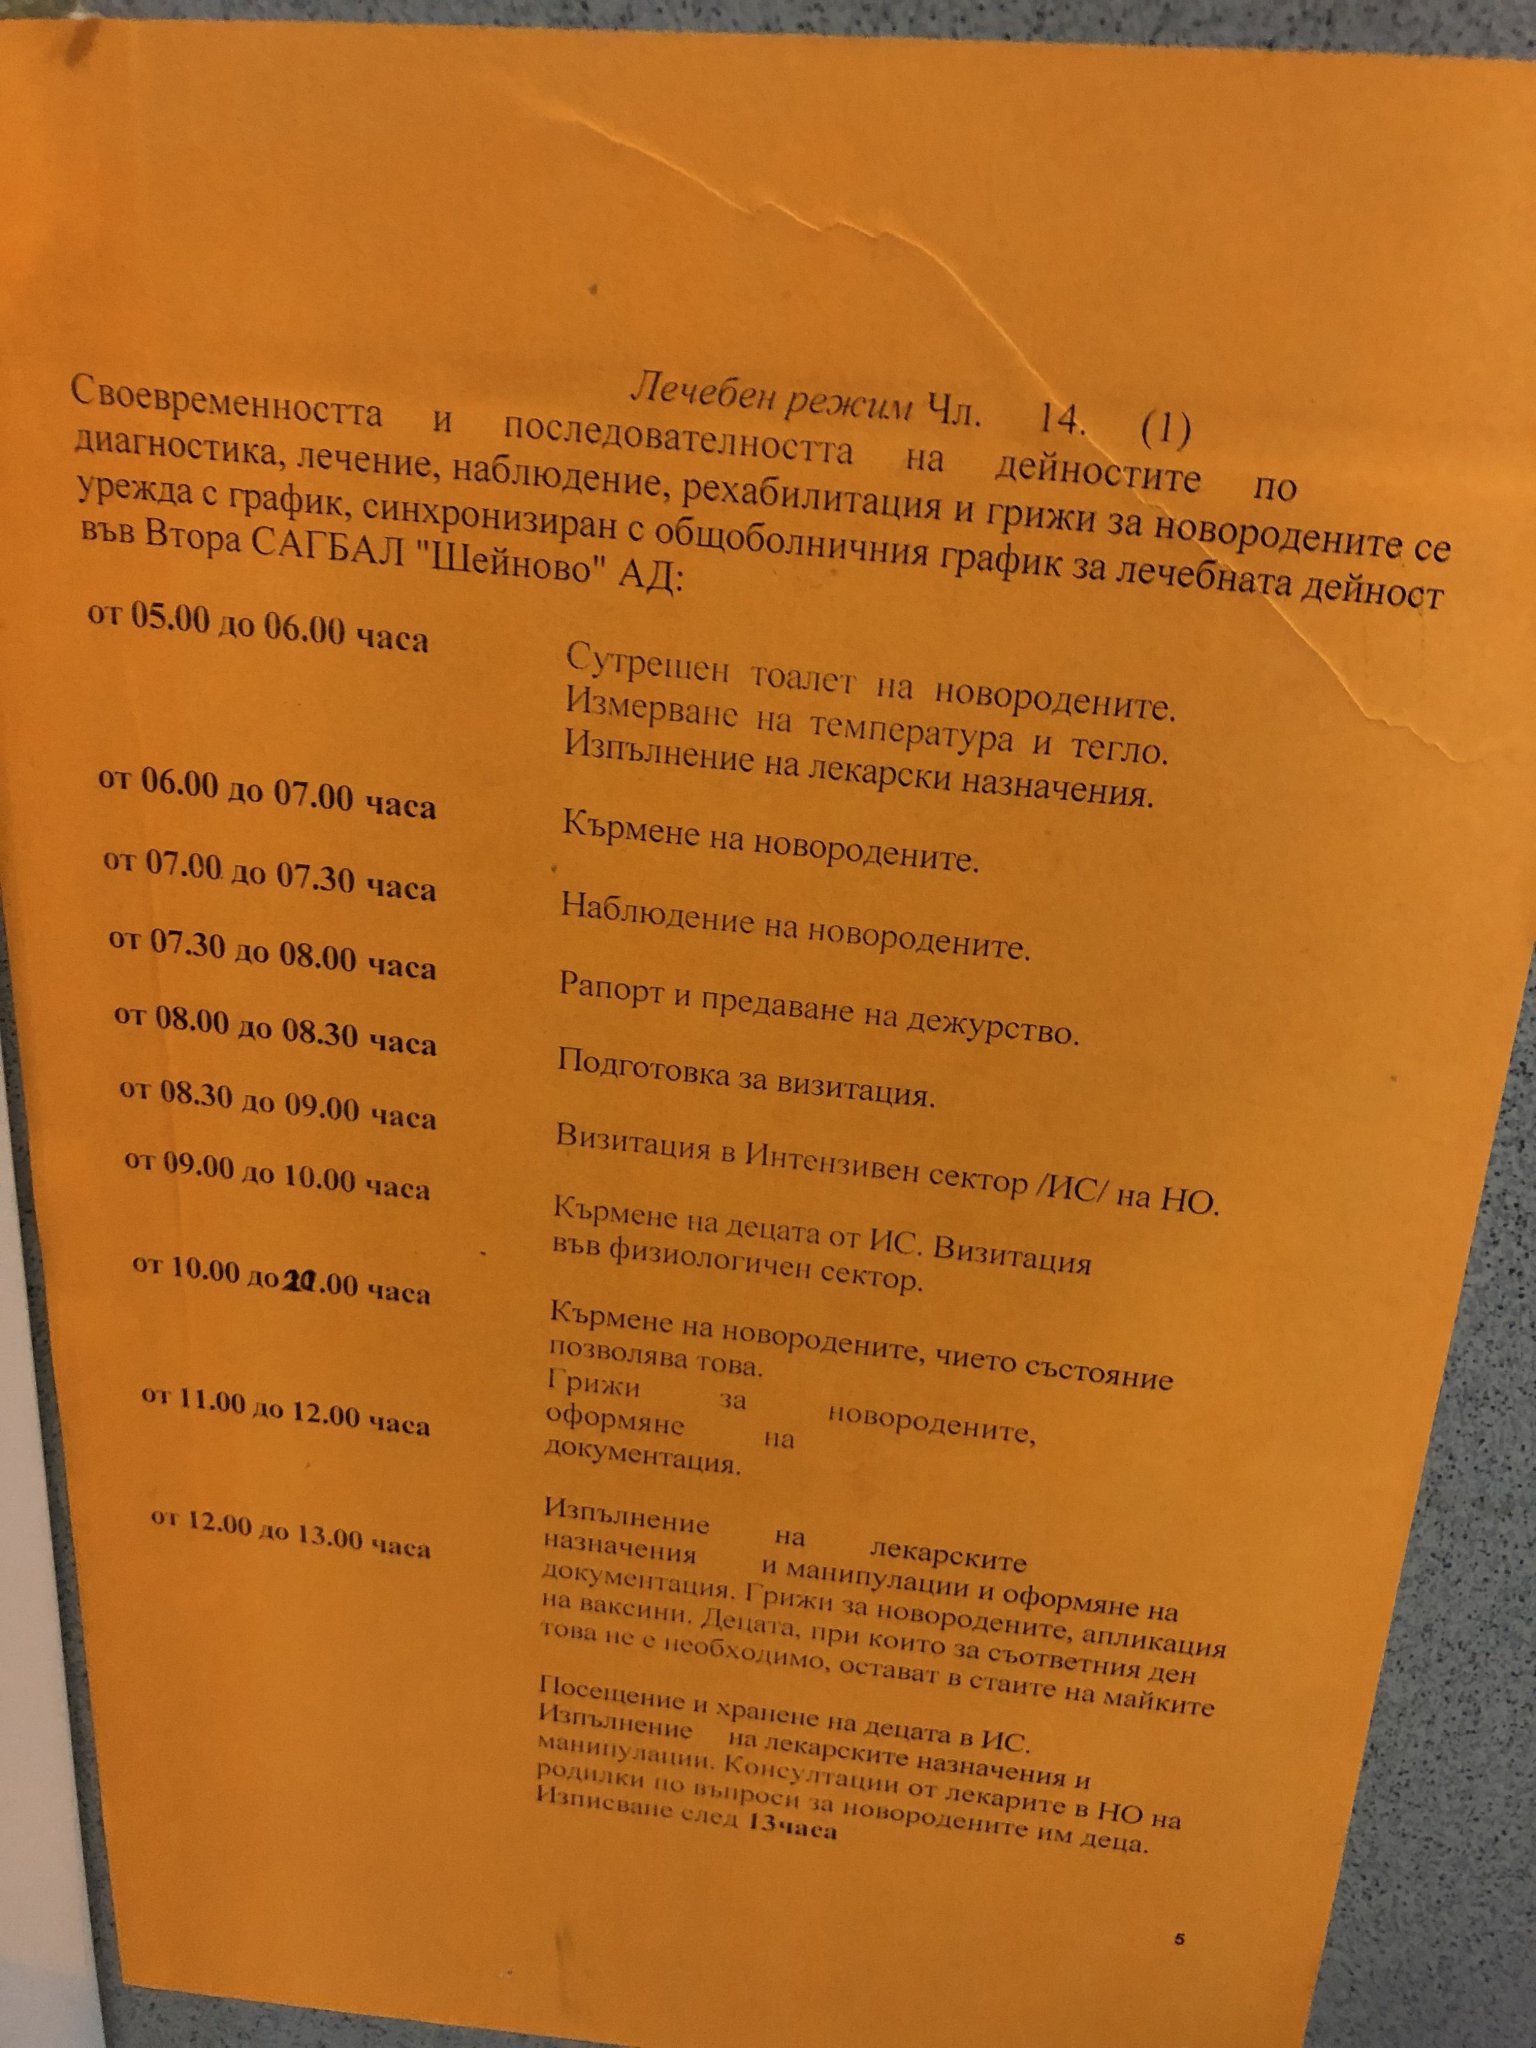 Лечебен режим Чл. 14. (1)
Своевременността и последователността на дейностите по
диагностика, лечение, наблюдение, рехабилитация и грижи за новородените се
урежда с график, синхронизиран с общоболничния график за лечебната дейност
във Втора САГБАЛ "Шейново" АД:
от 05.00 до 06.00 часа
Сутрешен тоалет на новородените.
Измерване на температура и тегло.
Изпълнение на лекарски назначения.
от 06.00 до 07.00 часа
Кърмене на новородените.
от 07.00 до 07.30 часа
Наблюдение на новородените.
от 07.30 до 08.00 часа
Рапорт и предаване на дежурство.
от 08.00 до 08.30 часа
Подготовка за визитация.
от 08.30 до 09.00 часа
Визитация в Интензивен сектор /ИС/ на НО.
от 09.00 до 10.00 часа
Кърмене на децата от ИС. Визитация
във физиологичен сектор.
от 10.00 до часа
Кърмене на новородените, чието състояние
позволява това.
Грижи за новородените,
оформяне на
документация.
от 11.00 до 12.00 часа
Изпълнение на лекарските
назначения и манипулации и оформяне на
документация. Грижи за новородените, апликация
на ваксини. Децата, при които за съответния ден
това не е необходимо, остават в стаите на майките
от 12.00 до 13.00 часа
Посещение и хранене на децата в ИС.
Изпълнение на лекарските назначения и
манипулации. Консултации от лекарите в НО на
родилки по въпроси за новородените им деца.
Изписване след 13часа
5